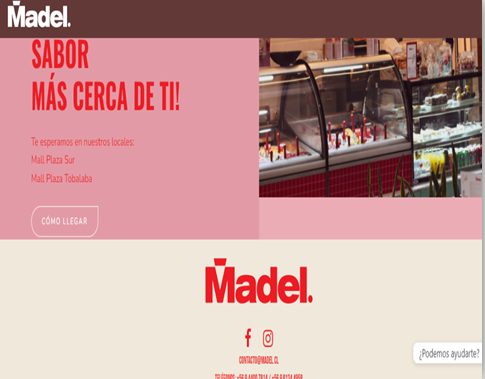 Madel.
SABOR
MÁS CERCA DE TI!
Te esperamos en nuestros locales:
Mall Plaza Sur
Mall Plaza Tobalaba
CÓMO LLEGAR
Madel.
CONTACTO@MADEL.CL
¿Podemos ayudarte?